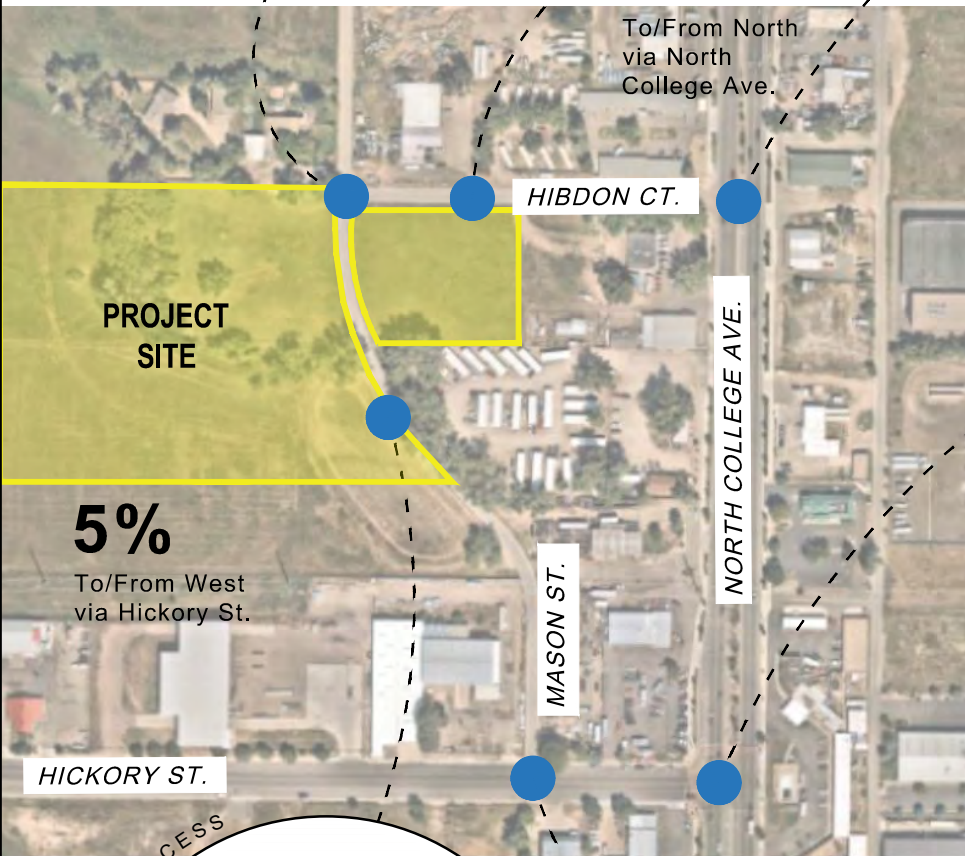 To/From North
via North
College Ave.
HIBDON CT.
PROJECT
SITE
NORTH COLLEGE AVE.
5%
To/From West
via Hickory St.
MASON ST.
HICKORY ST.
CESS